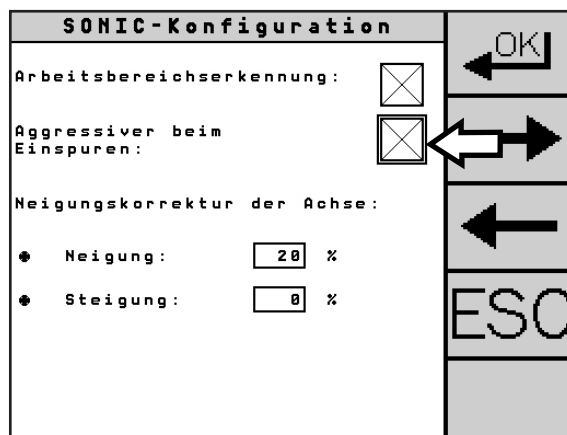 SONIC-Konfiguration
OK
Arbeitsbereichserkennung:
Aggressiver beim
Einspuren:
Neigungskorrektur der Achse:
Neigung: 20 %
Steigung: 0 %
ESC